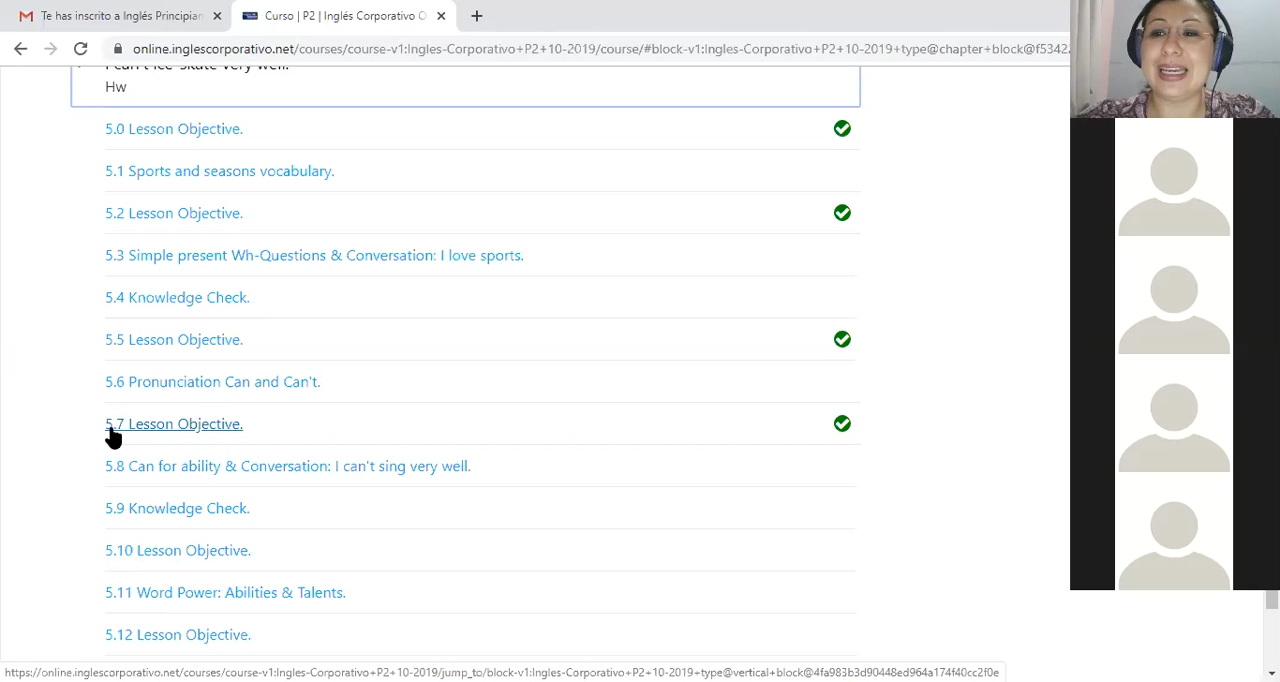 Te has inscrito a Inglés Principian
Curso | P2 | Inglés Corporativo O
online.inglescorporativo.net/courses/course-v1:Ingles-Corporativo+P2+10-2019/course/#block-v1:Ingles-Corporativo+P2+10-2019+type@chapter+block@f5342
I can't ice-skate very well.
Hw
5.0 Lesson Objective.
5.1 Sports and seasons vocabulary.
5.2 Lesson Objective.
5.3 Simple present Wh-Questions & Conversation: I love sports.
5.4 Knowledge Check.
5.5 Lesson Objective.
5.6 Pronunciation Can and Can't.
5.7 Lesson Objective.
5.8 Can for ability & Conversation: I can't sing very well.
5.9 Knowledge Check.
5.10 Lesson Objective.
5.11 Word Power: Abilities & Talents.
5.12 Lesson Objective.
https://online.inglescorporativo.net/courses/course-v1:Ingles-Corporativo+P2+10-2019/jump_to/block-v1:Ingles-Corporativo+P2+10-2019+type@vertical+block@4fa983b3d90448ed964a174f40cc2f0e